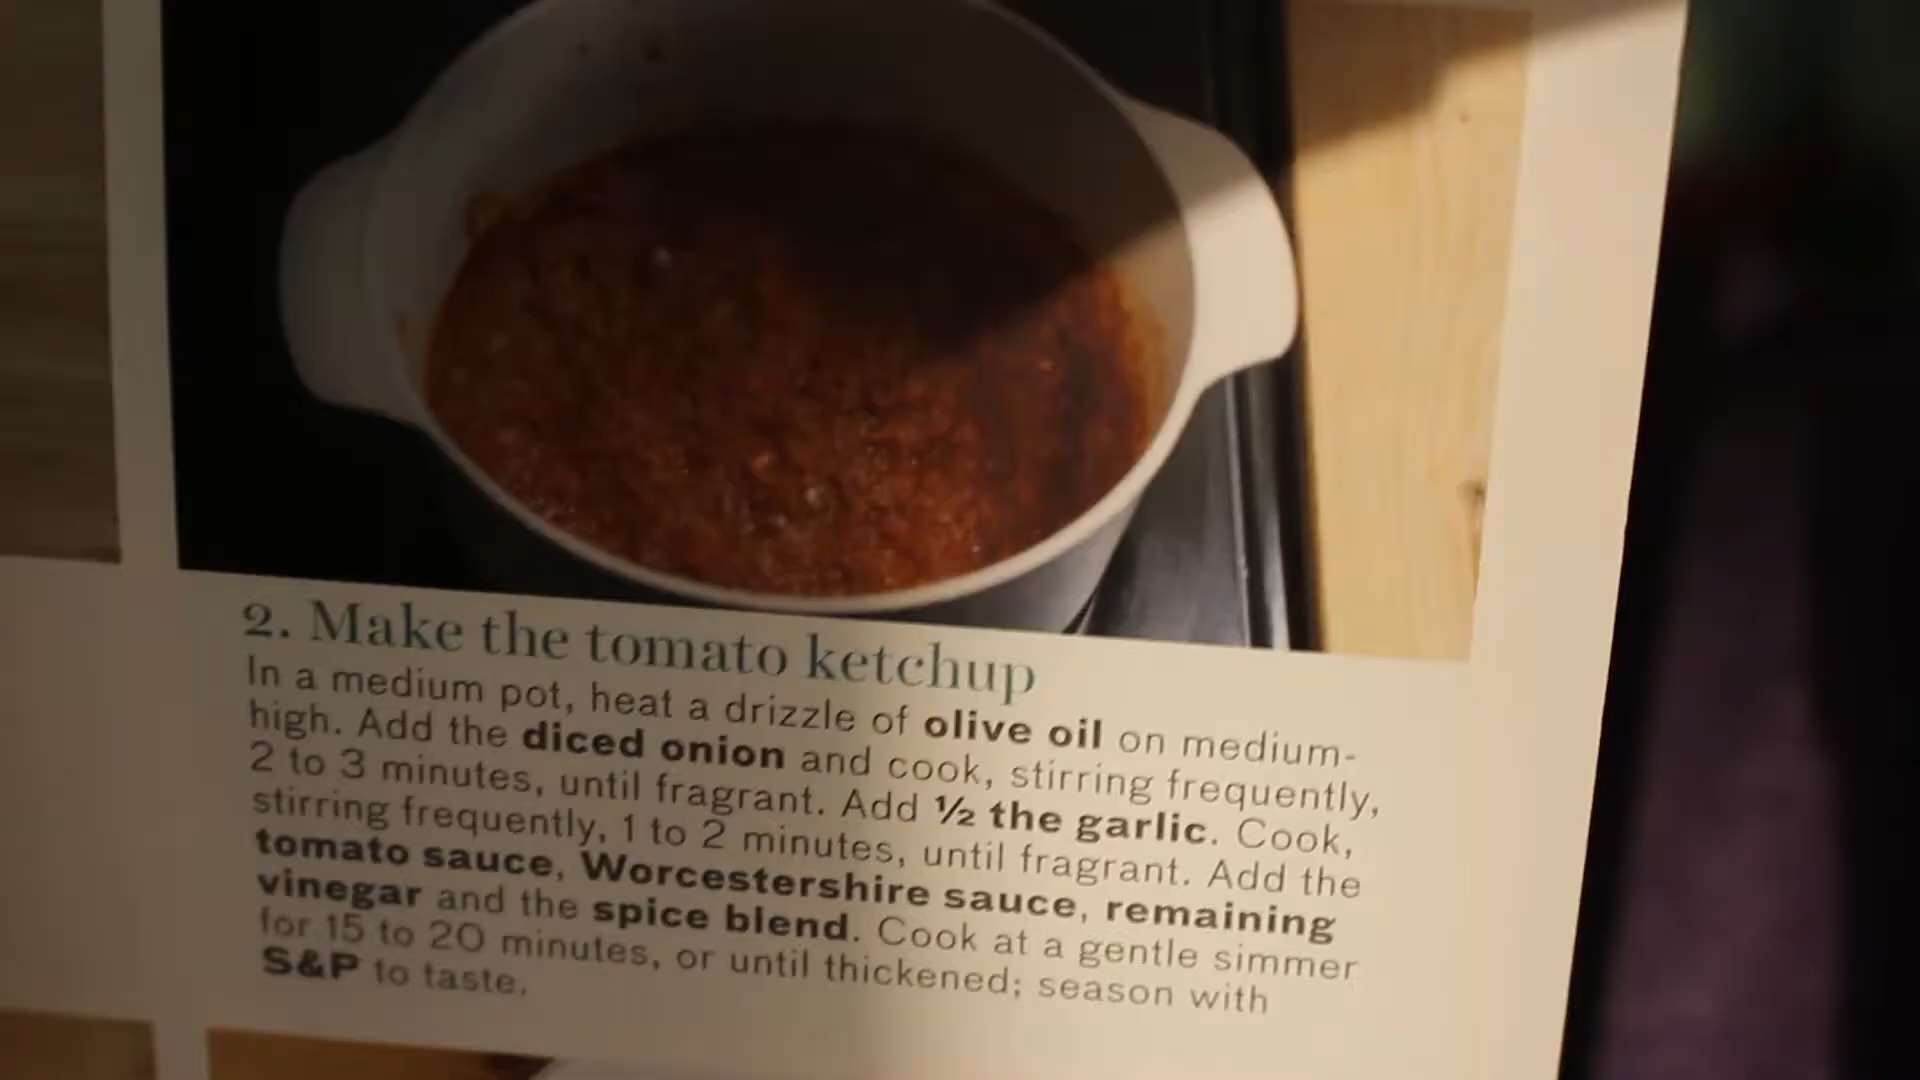 2. Make the tomato ketchup
In a medium pot, heat a drizzle of olive oil on medium-
high. Add the diced onion and cook, stirring frequently,
2 to 3 minutes, until fragrant. Add ½ the garlic. Cook,
stirring frequently, 1 to 2 minutes, until fragrant. Add the
tomato sauce, Worcestershire sauce, remaining
vinegar and the spice blend. Cook at a gentle simmer
for 15 to 20 minutes, or until thickened; season with
S&P to taste.